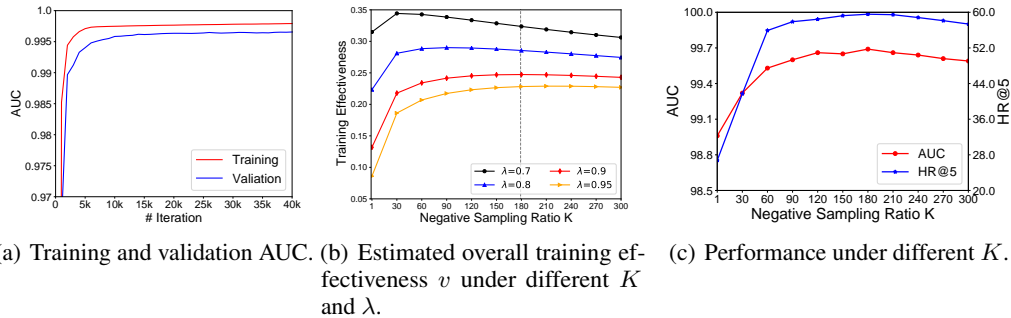 1.0
0.995
0.99
0.985
0.98
0.975
0.97
AUC
Training
Valiation
0 5k 10k 15k 20k 25k 30k 35k 40k
# Iteration
0.35
0.30
0.25
0.20
0.15
0.10
0.05
Training Effectiveness
λ=0.7 λ=0.9
λ=0.8 λ=0.95
1 30 60 90 120 150 180 210 240 270 300
Negative Sampling Ratio K
100.0
99.7
99.4
99.1
98.8
98.5
AUC
60.0
52.0
44.0
36.0
28.0
20.0
HR@5
AUC
HR@5
1 30 60 90 120 150 180 210 240 270 300
Negative Sampling Ratio K
a) Training and validation AUC.
(b) Estimated overall training ef-
fectiveness v under different K
and λ.
(c) Performance under different K.